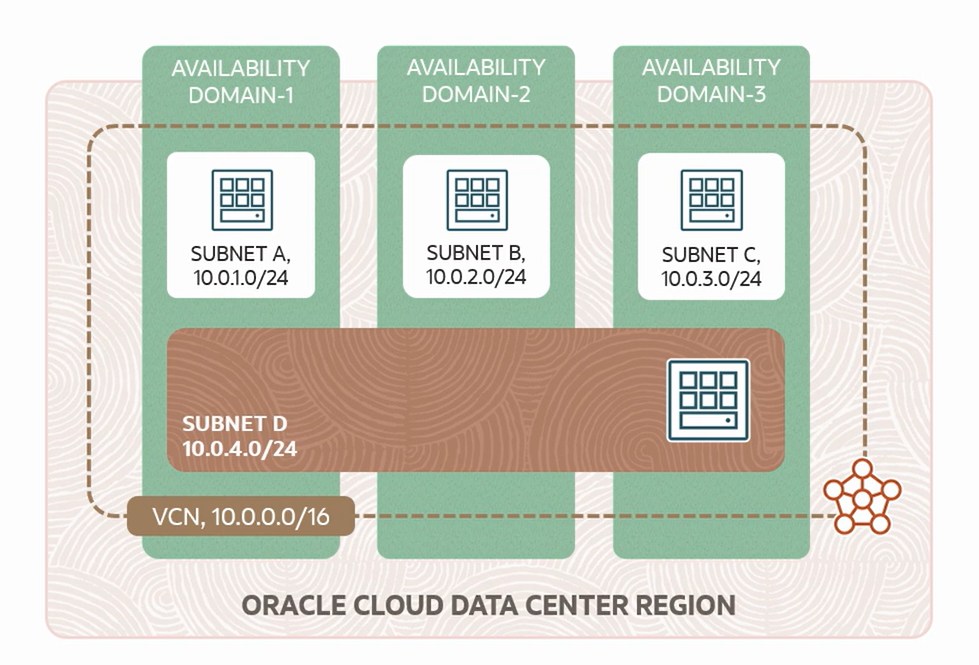 AVAILABILITY
DOMAIN-1
AVAILABILITY
DOMAIN-2
AVAILABILITY
DOMAIN-3
SUBNET A,
10.0.1.0/24
SUBNET B,
10.0.2.0/24
SUBNET C,
10.0.3.0/24
SUBNET D
10.0.4.0/24
VCN, 10.0.0.0/16
ORACLE CLOUD DATA CENTER REGION